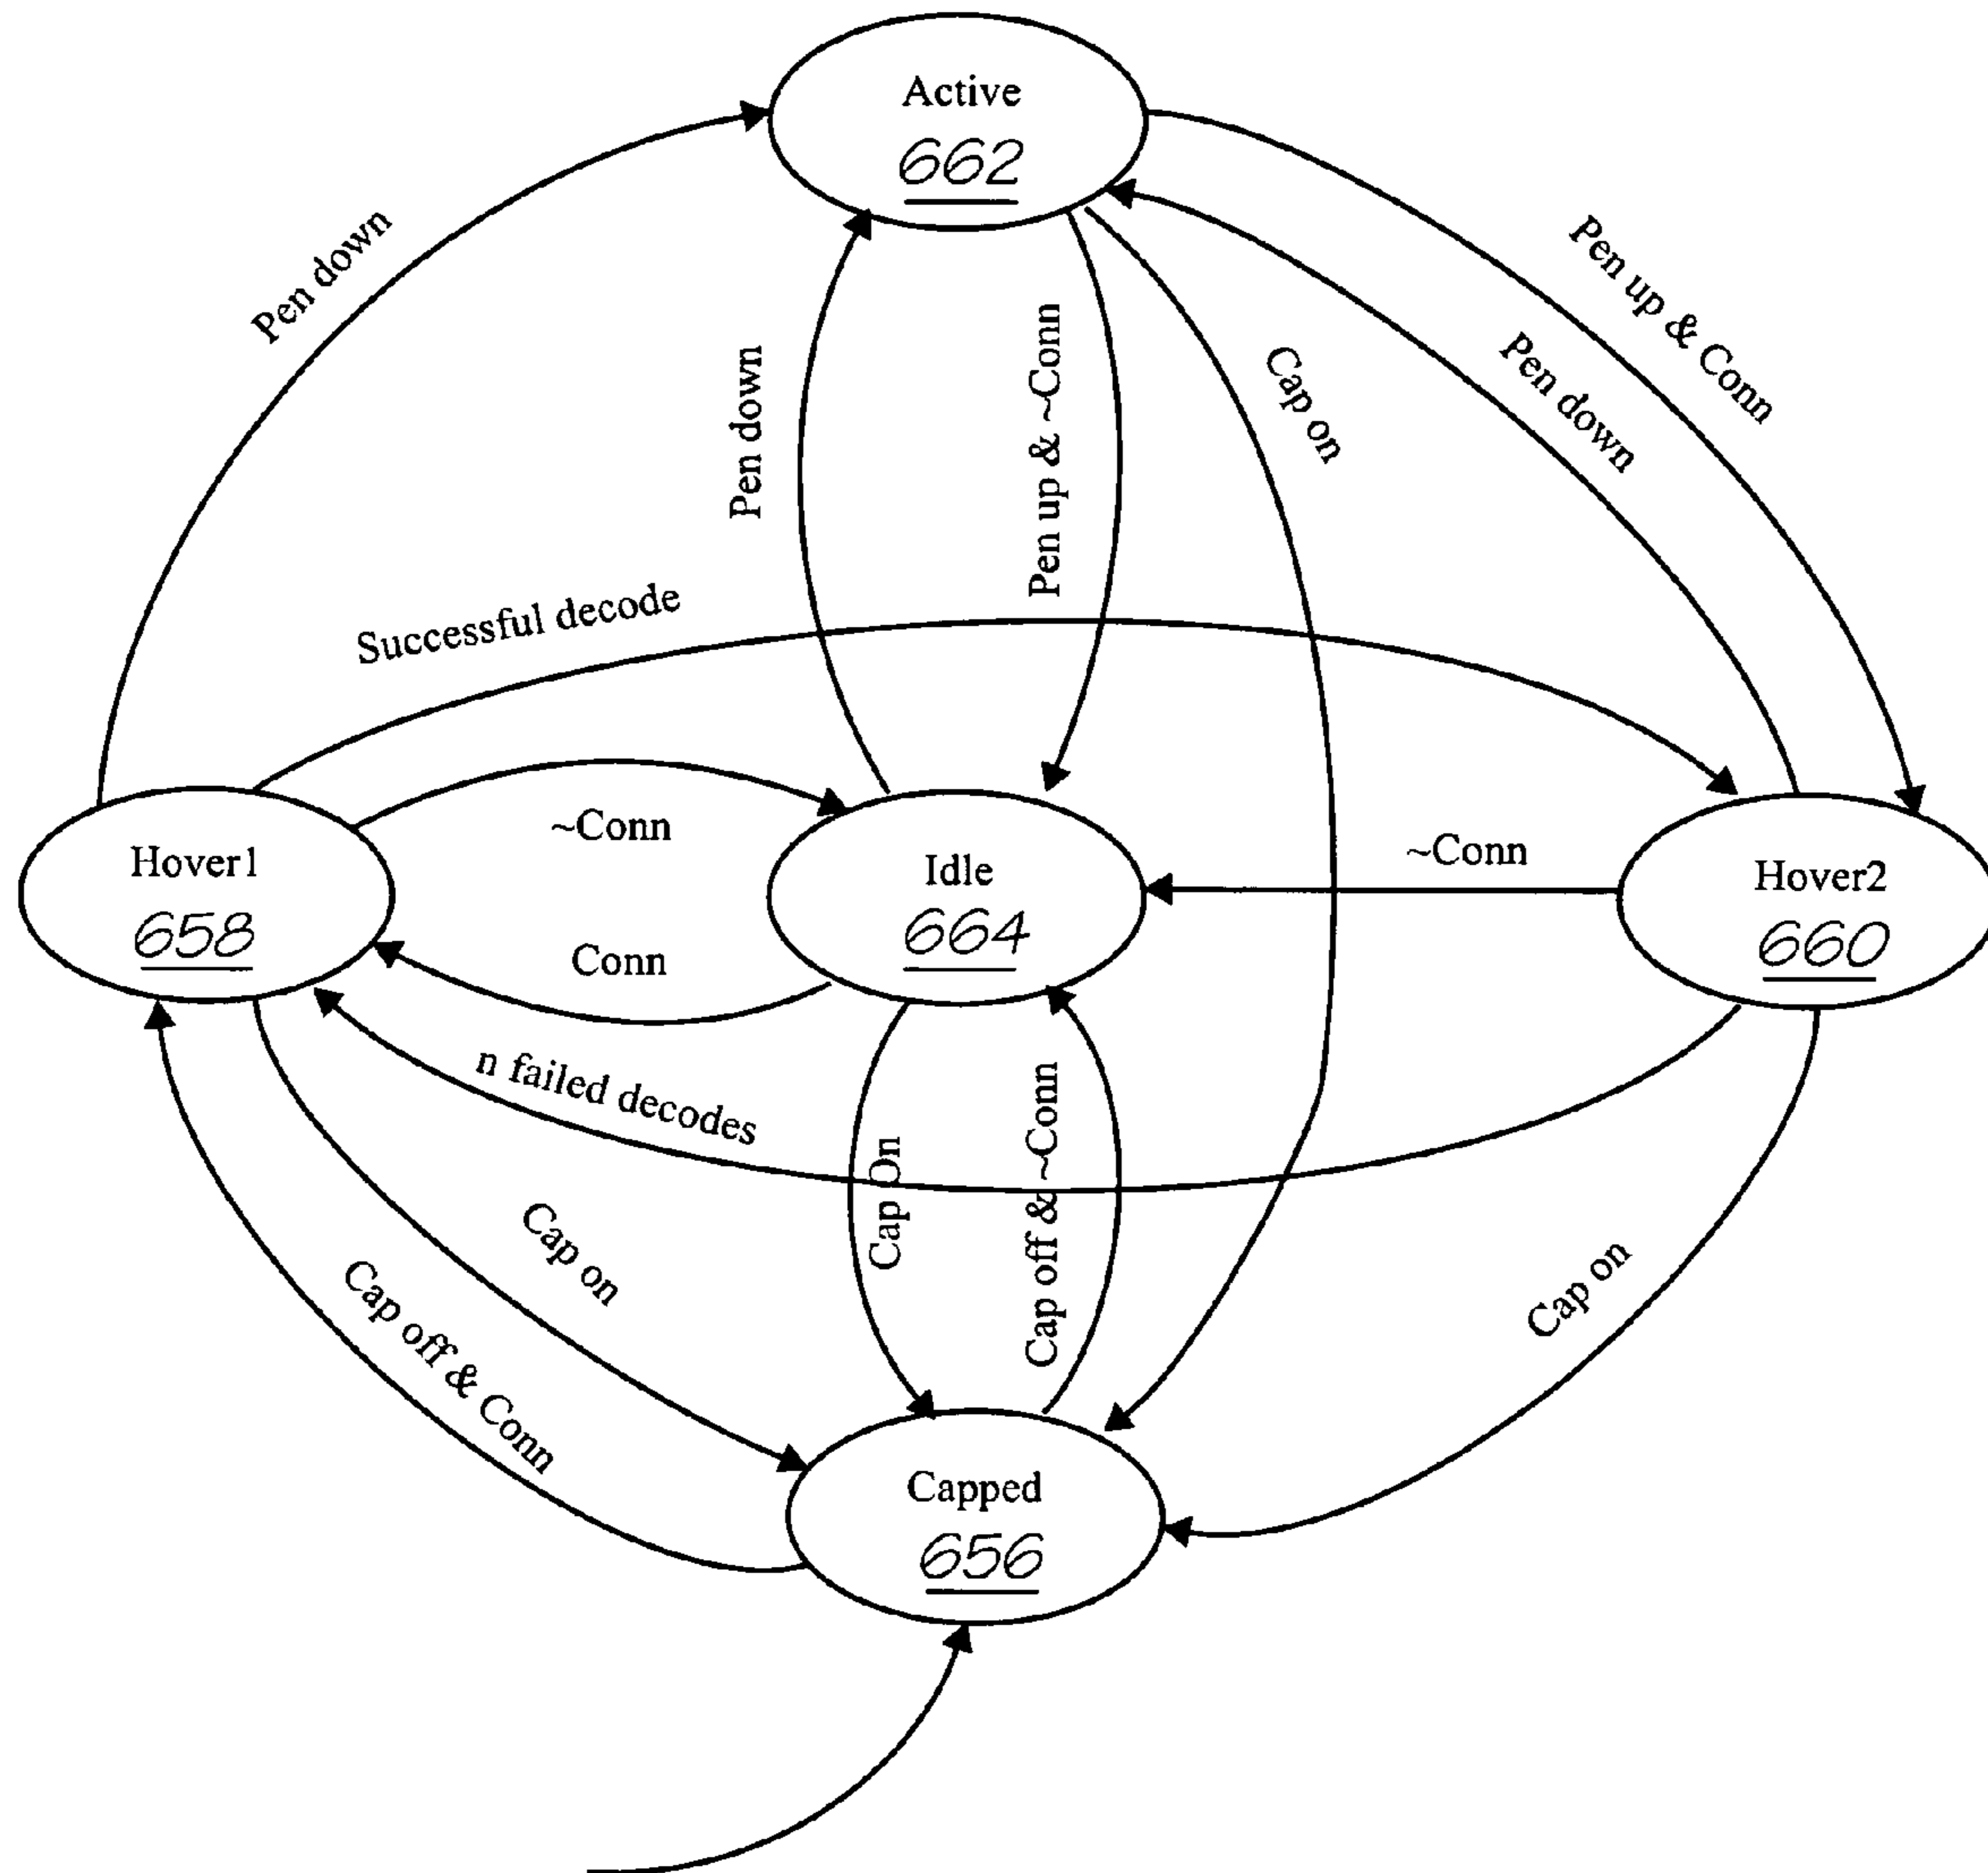 Active
662
Pen down
Pen up & Conn
Pen down
Pen up & ~Conn
Cap on
Pen down
Successful decode
~Conn
~Conn
Hover1
658
Idle
664
Hover2
660
Conn
n failed decodes
Cap On
Cap off & ~Conn
Cap on
Cap off & Conn
Cap on
Capped
656